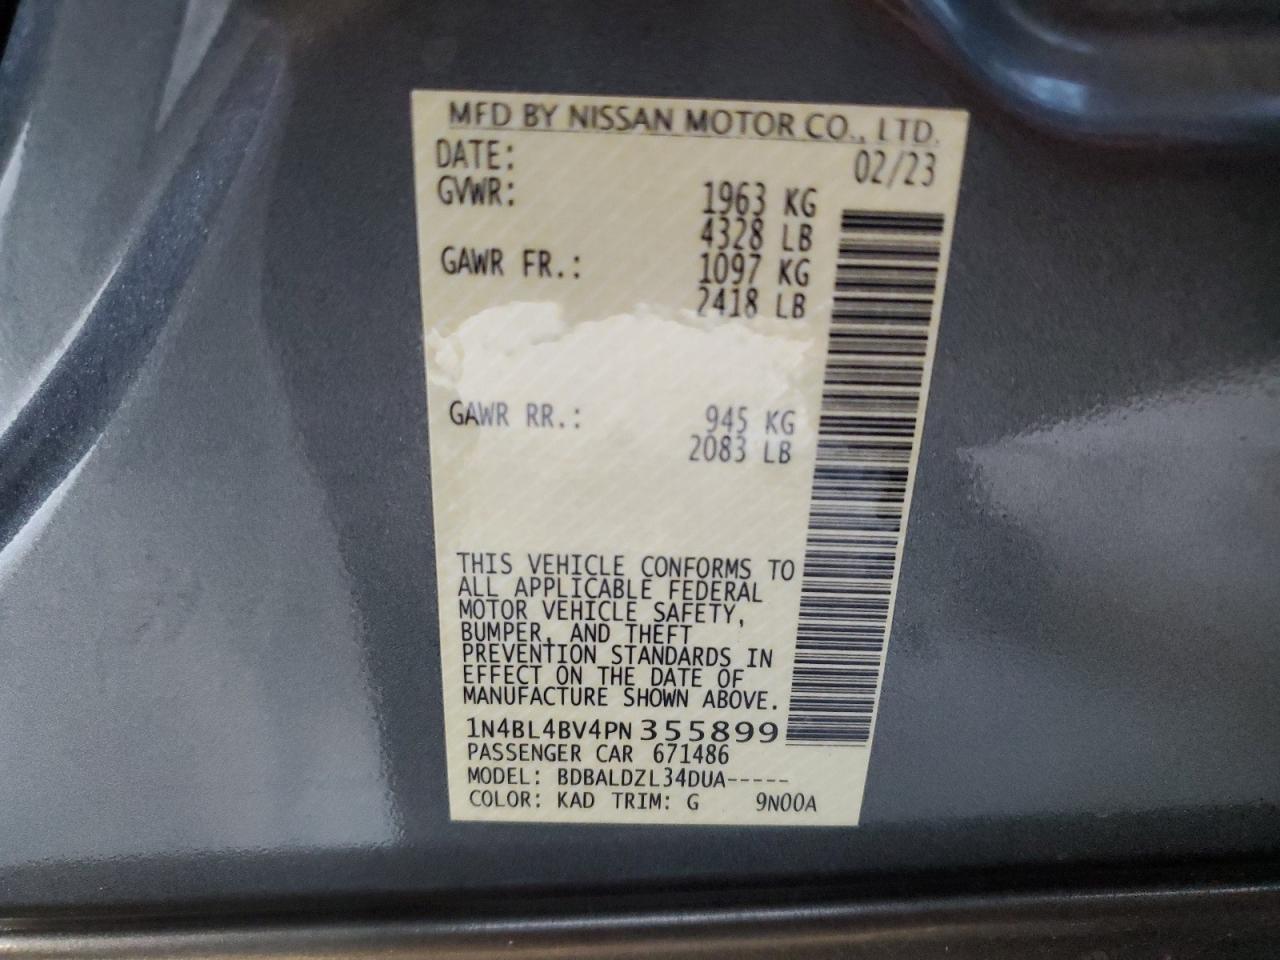 MFD BY NISSAN MOTOR CO., LTD.
DATE: 02/23
GVWR: 1963 KG
4328 LB
GAWR FR.: 1097 KG
2418 LB
GAWR RR.: 945 KG
2083 LB
THIS VEHICLE CONFORMS TO
ALL APPLICABLE FEDERAL
MOTOR VEHICLE SAFETY,
BUMPER, AND THEFT
PREVENTION STANDARDS IN
EFFECT ON THE DATE OF
MANUFACTURE SHOWN ABOVE.
1N4BL4BV4PN355899
PASSENGER CAR 671486
MODEL: BDBALDZL34DUA-----
COLOR: KAD TRIM: G 9N00A